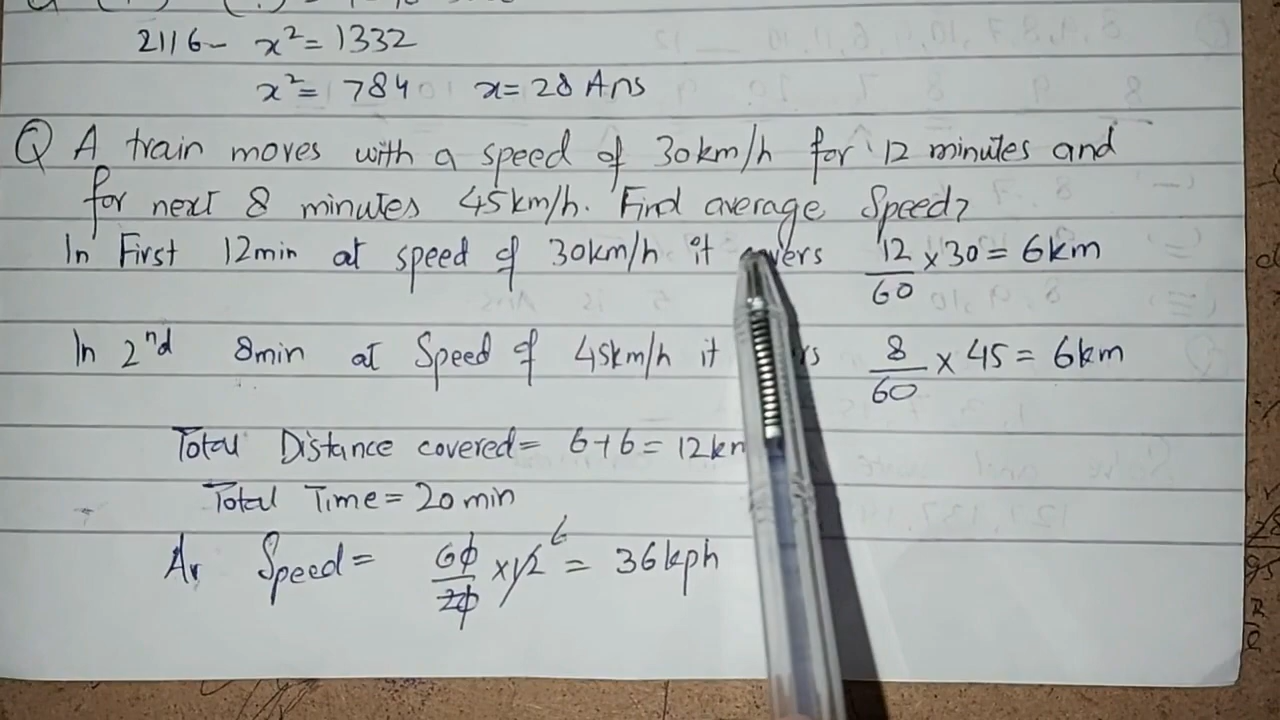 2116- x²= 1332
x²= 784 x= 28 Ans
Q A train moves with a speed of 30km/h for 12 minutes and
for next 8 minutes 45km/h. Find average Speed?
In First 12min at speed of 30km/h it covers 12/60 x 30 = 6km
In 2nd 8min at Speed of 45km/h it 8/60 x 45 = 6km
Total Distance covered= 6+6= 12km
Total Time= 20 min
Av Speed= 60/20 x 12 6 = 36kph